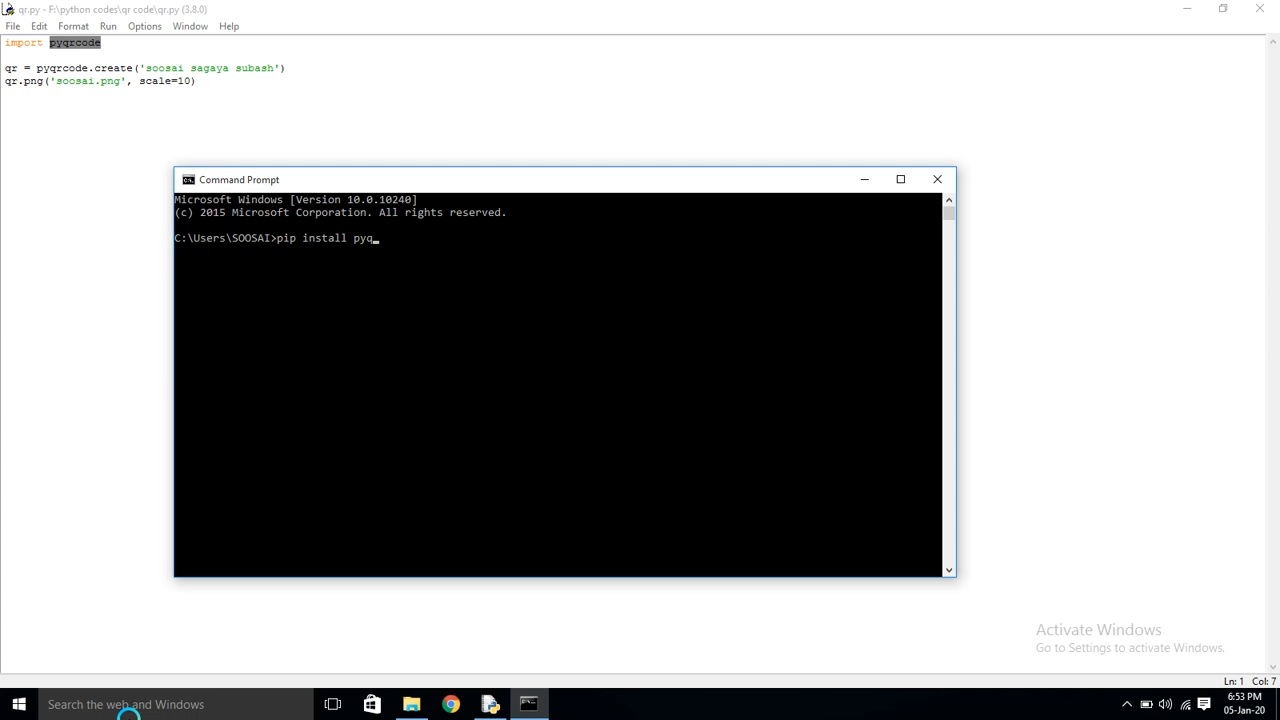 qr.py - F:\python codes\qr code\qr.py (3.8.0)
File Edit Format Run Options Window Help
import pyqrcode
qr = pyqrcode.create('soosai sagaya subash')
qr.png('soosai.png', scale=10)
Command Prompt
Microsoft Windows [Version 10.0.10240]
(c) 2015 Microsoft Corporation. All rights reserved.
C:\Users\SOOSAI>pip install pyq
Activate Windows
Go to Settings to activate Windows.
Ln: 1 Col: 7
Search the web and Windows
6:53 PM
05-Jan-20